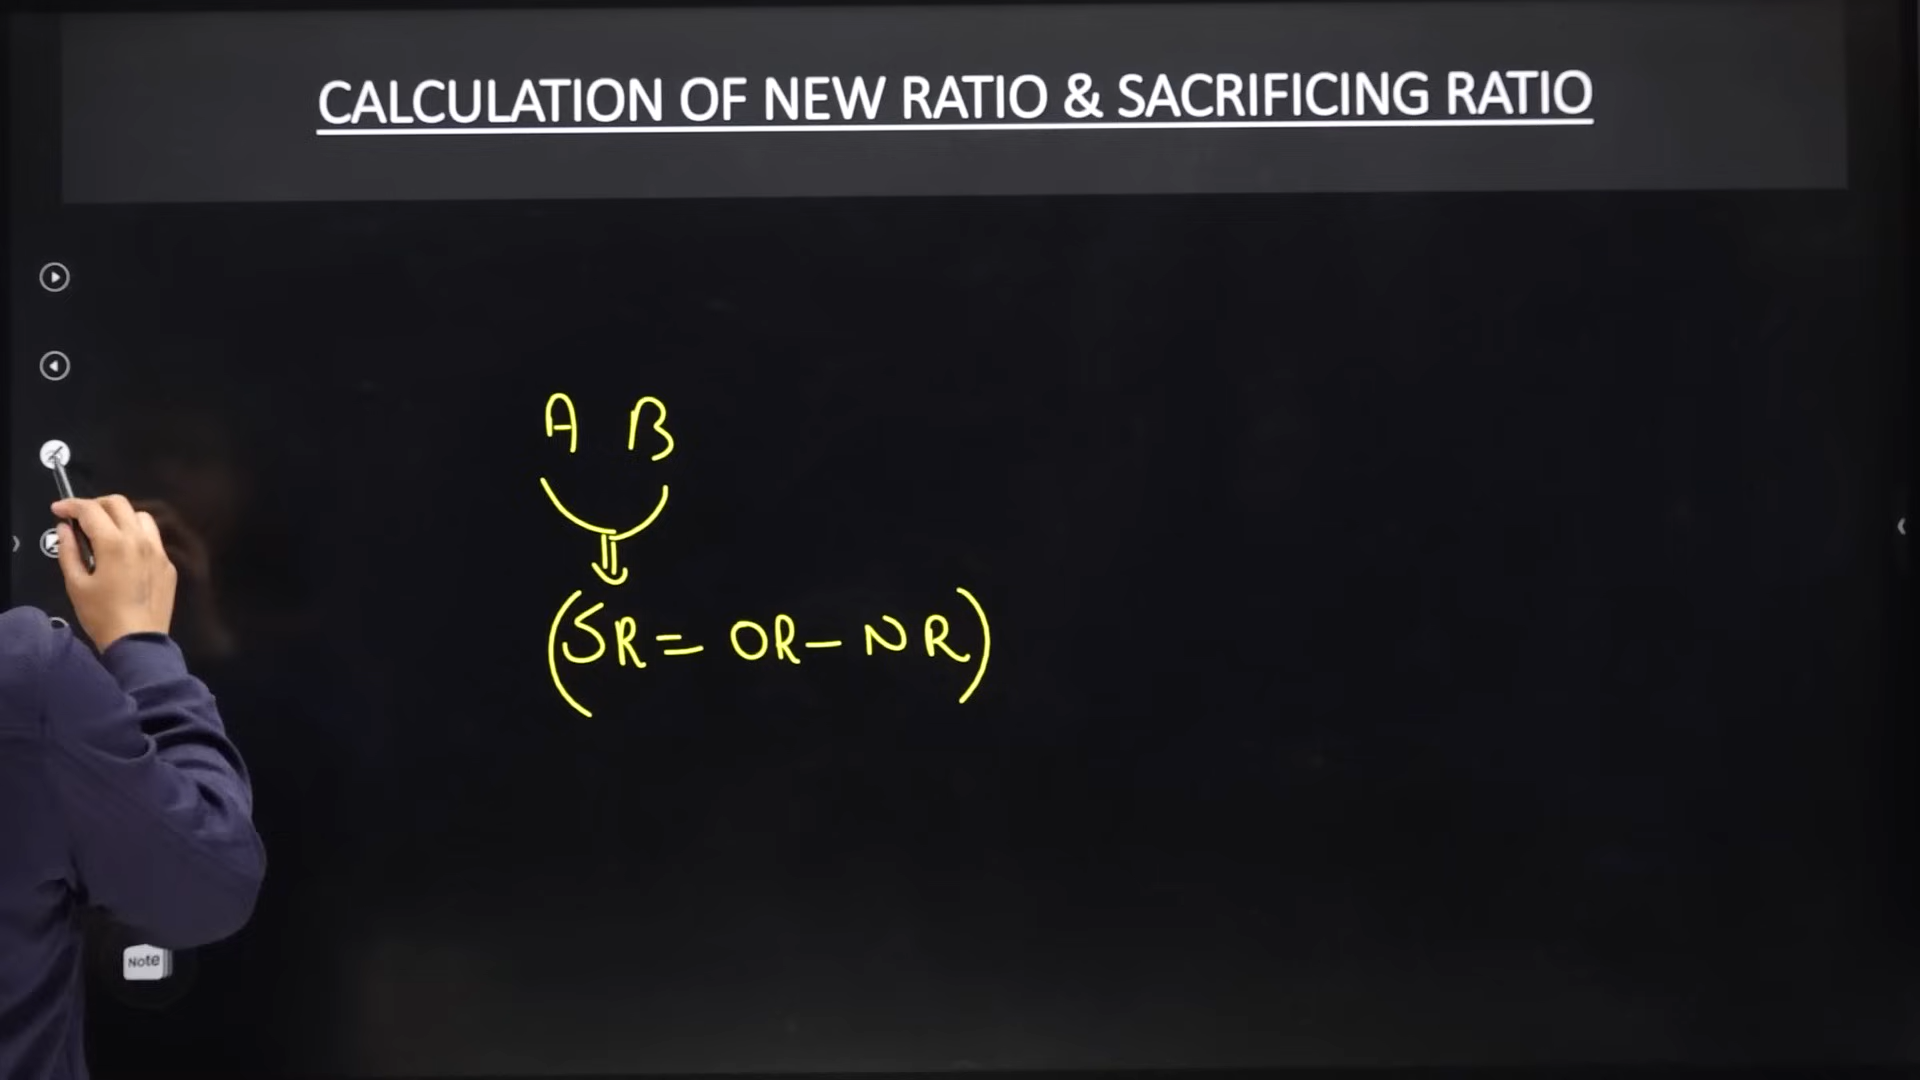 CALCULATION OF NEW RATIO & SACRIFICING RATIO
A B
(SR = OR - NR)
Note